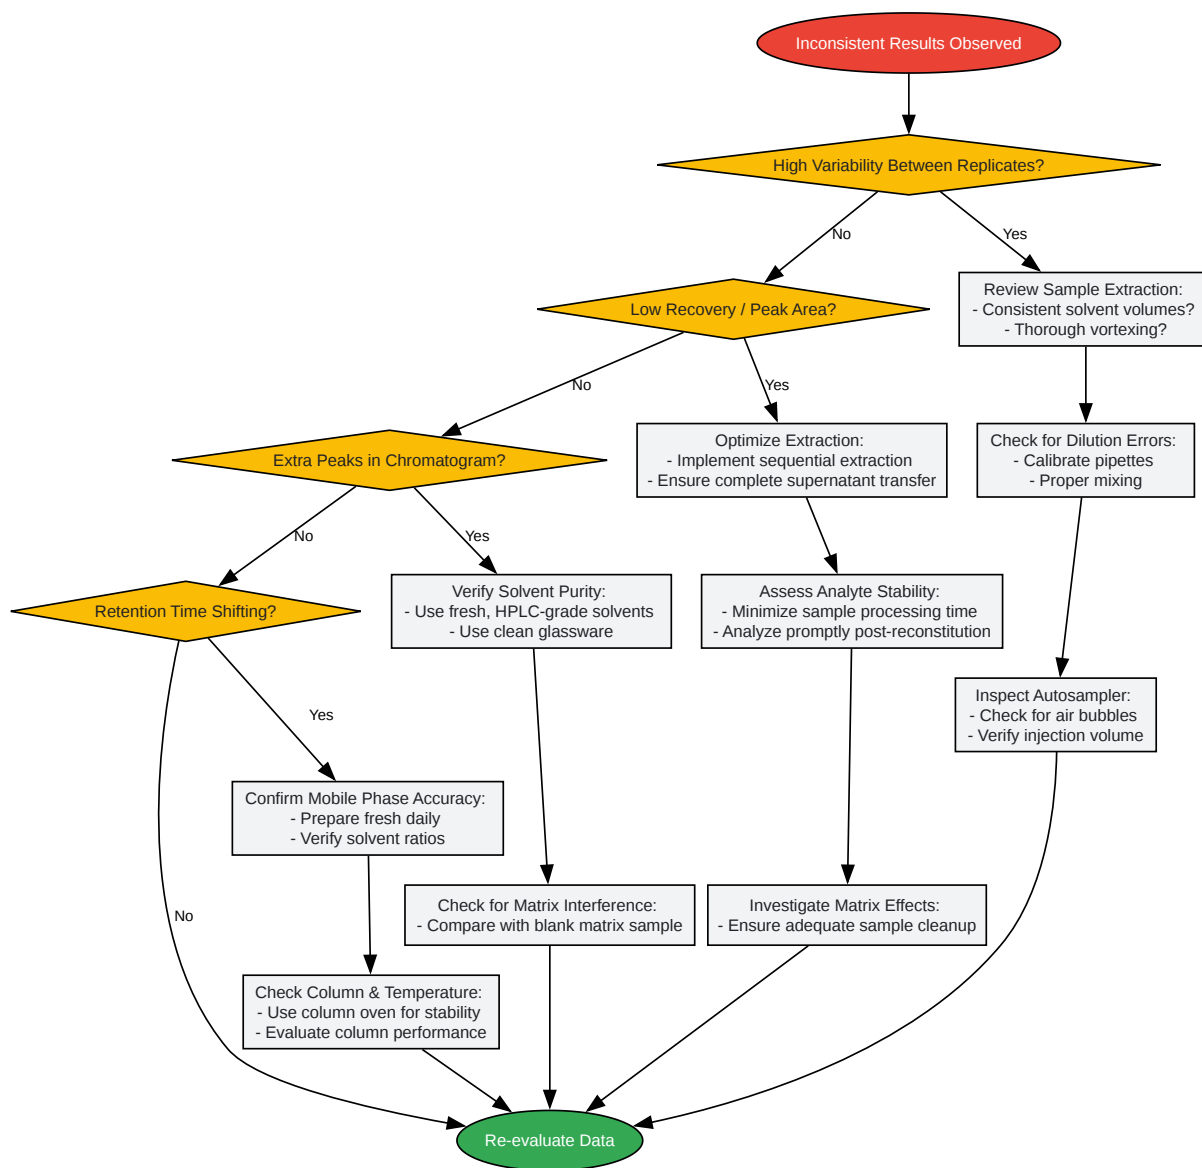 Inconsistent Results Observed
High Variability Between Replicates?
No
Yes
Low Recovery / Peak Area?
Review Sample Extraction:
- Consistent solvent volumes?
- Thorough vortexing?
No
Yes
Extra Peaks in Chromatogram?
Optimize Extraction:
- Implement sequential extraction
- Ensure complete supernatant transfer
Check for Dilution Errors:
- Calibrate pipettes
- Proper mixing
No
Yes
Retention Time Shifting?
Verify Solvent Purity:
- Use fresh, HPLC-grade solvents
- Use clean glassware
Assess Analyte Stability:
- Minimize sample processing time
- Analyze promptly post-reconstitution
Inspect Autosampler:
- Check for air bubbles
- Verify injection volume
Yes
Confirm Mobile Phase Accuracy:
- Prepare fresh daily
- Verify solvent ratios
No
Check for Matrix Interference:
- Compare with blank matrix sample
Investigate Matrix Effects:
- Ensure adequate sample cleanup
Check Column & Temperature:
- Use column oven for stability
- Evaluate column performance
Re-evaluate Data